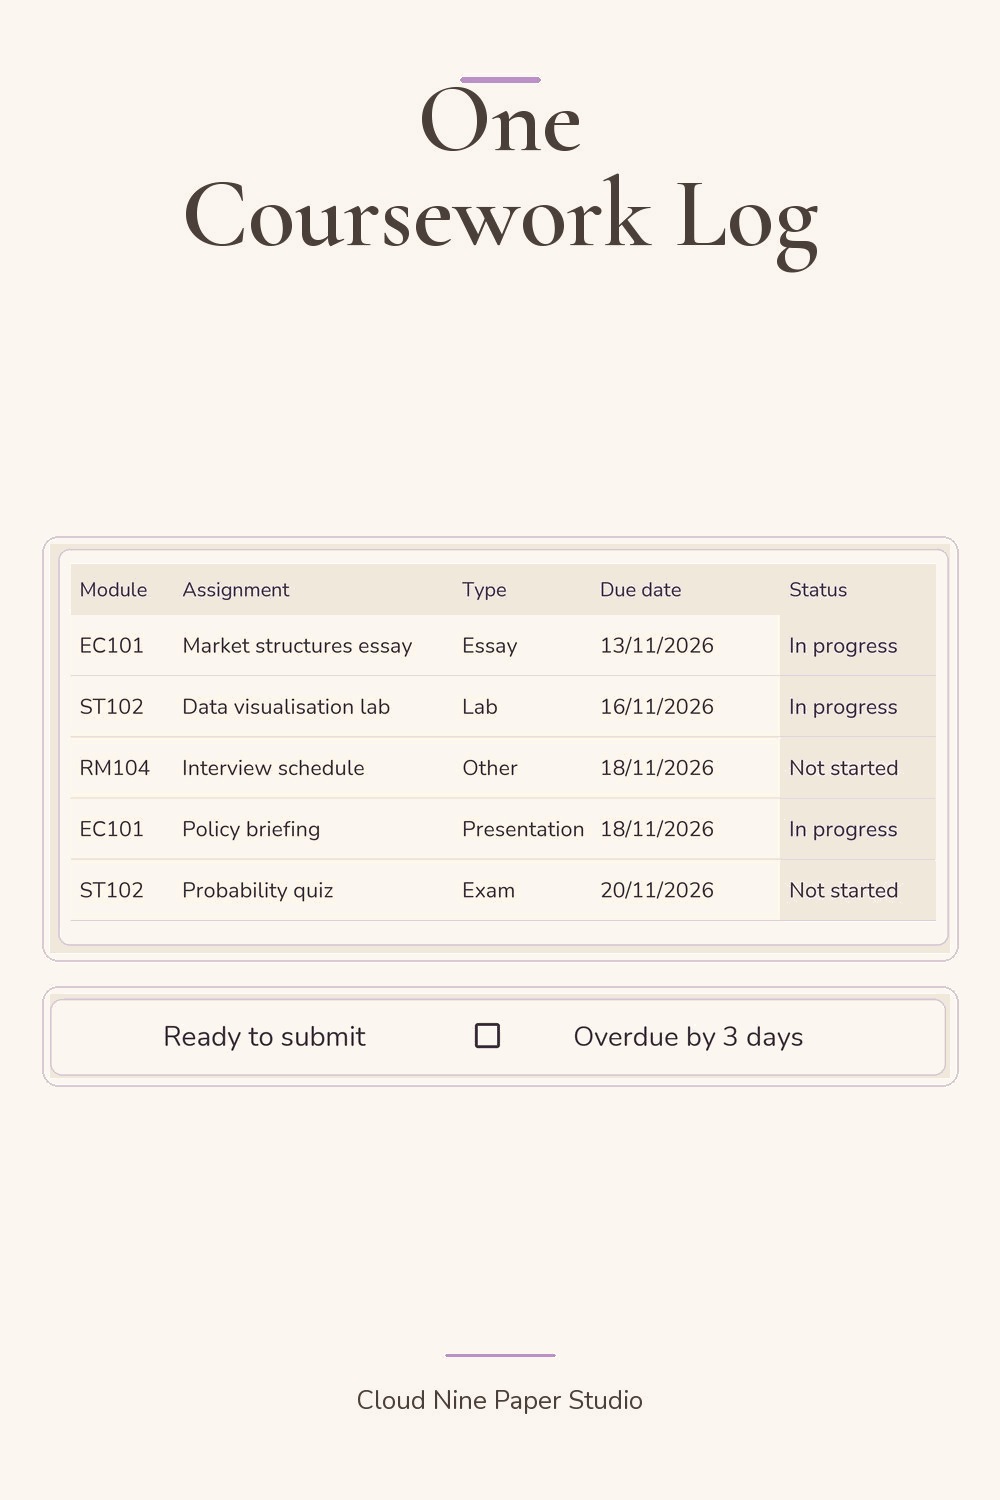 One
Coursework Log
Module Assignment Type Due date Status
EC101 Market structures essay Essay 13/11/2026 In progress
ST102 Data visualisation lab Lab 16/11/2026 In progress
RM104 Interview schedule Other 18/11/2026 Not started
EC101 Policy briefing Presentation 18/11/2026 In progress
ST102 Probability quiz Exam 20/11/2026 Not started
Ready to submit Overdue by 3 days
Cloud Nine Paper Studio